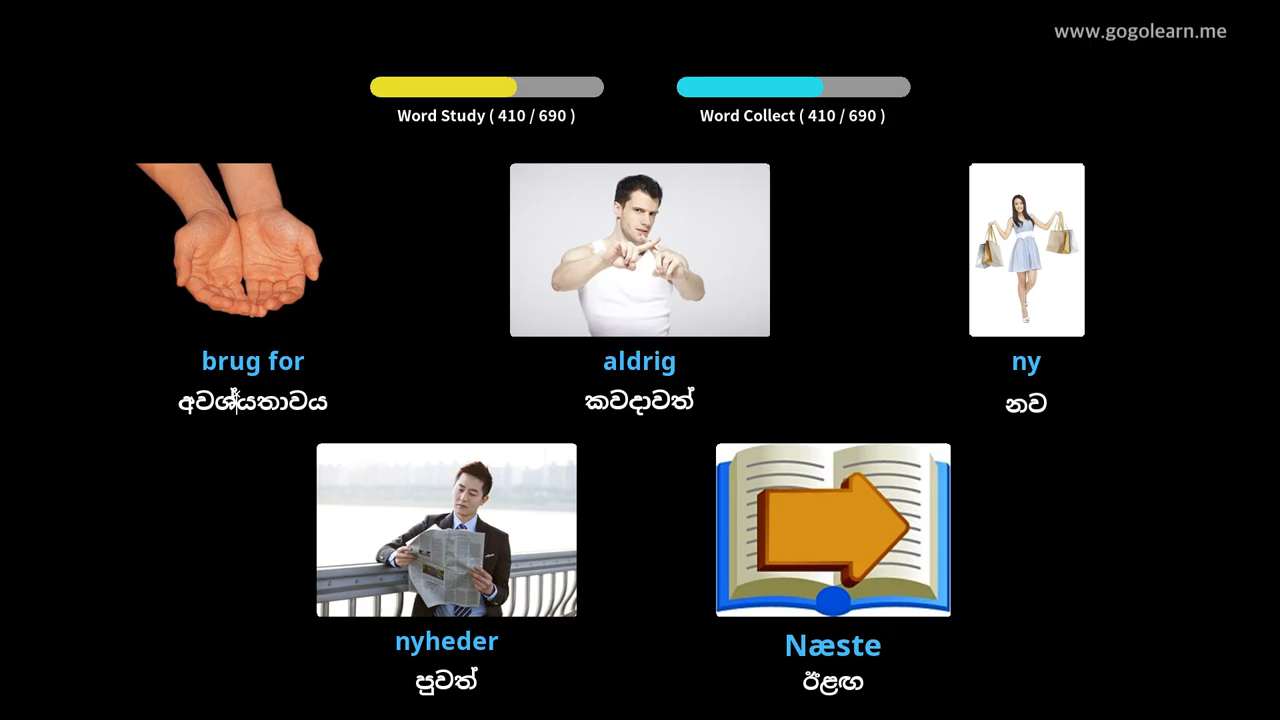 www.gogolearn.me
Word Study ( 410 / 690 )
Word Collect ( 410 / 690 )
brug for
අවශ්‍යතාවය
aldrig
කවදාවත්
ny
නව
nyheder
පුවත්
Næste
ඊළඟ